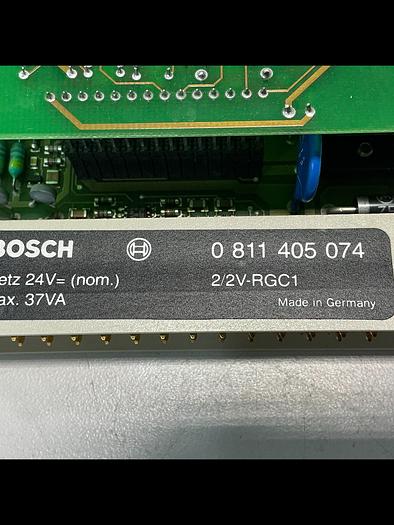 BOSCH 0 811 405 074
etz 24V= (nom.) 2/2V-RGC1
ax. 37VA Made in Germany